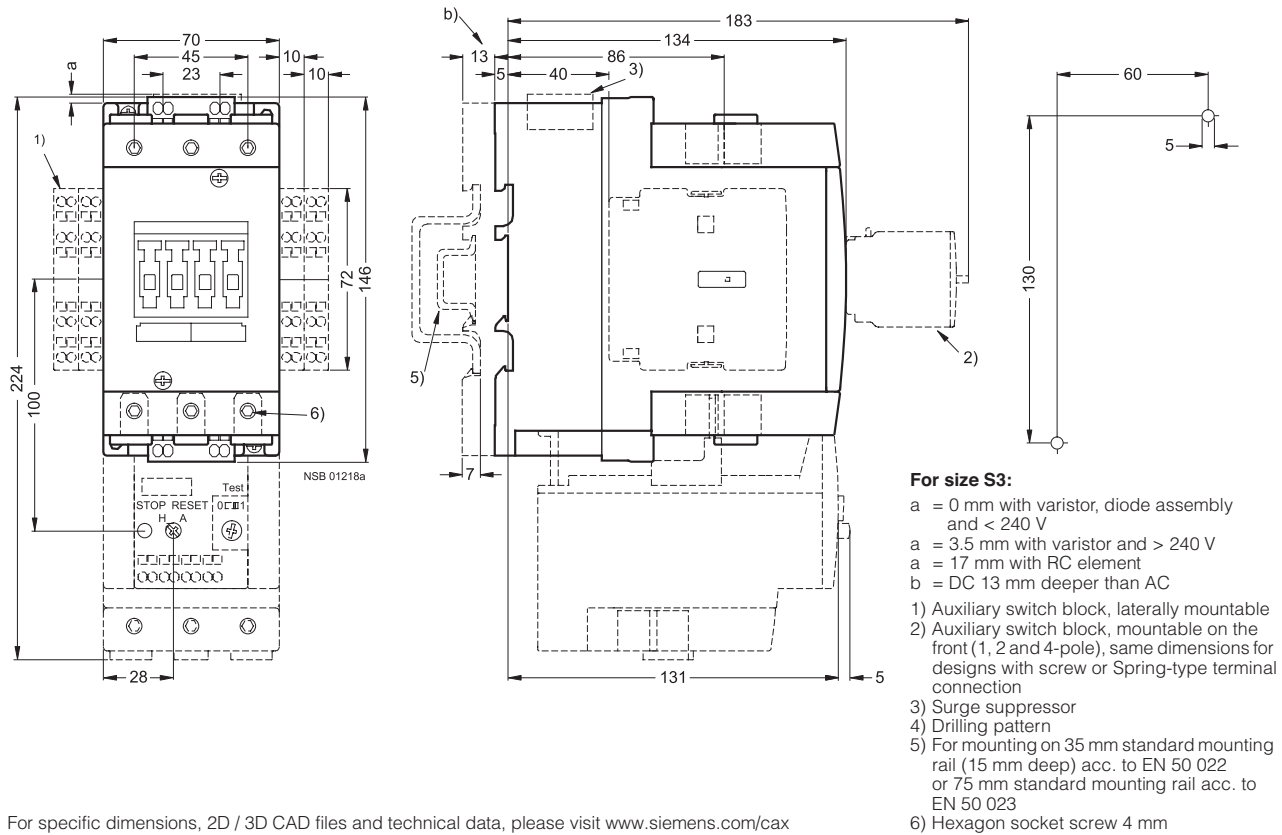 70
45
23
10
10
a
1)
72
146
224
100
6)
NSB 01218a
Test
STOP RESET
0 1
H A
28
b)
183
134
13
86
5
40
3)
5)
2)
7
131
5
60
5
130
For size S3:
a = 0 mm with varistor, diode assembly
and < 240 V
a = 3.5 mm with varistor and > 240 V
a = 17 mm with RC element
b = DC 13 mm deeper than AC
1) Auxiliary switch block, laterally mountable
2) Auxiliary switch block, mountable on the
front (1, 2 and 4-pole), same dimensions for
designs with screw or Spring-type terminal
connection
3) Surge suppressor
4) Drilling pattern
5) For mounting on 35 mm standard mounting
rail (15 mm deep) acc. to EN 50 022
or 75 mm standard mounting rail acc. to
EN 50 023
6) Hexagon socket screw 4 mm
For specific dimensions, 2D / 3D CAD files and technical data, please visit www.siemens.com/cax